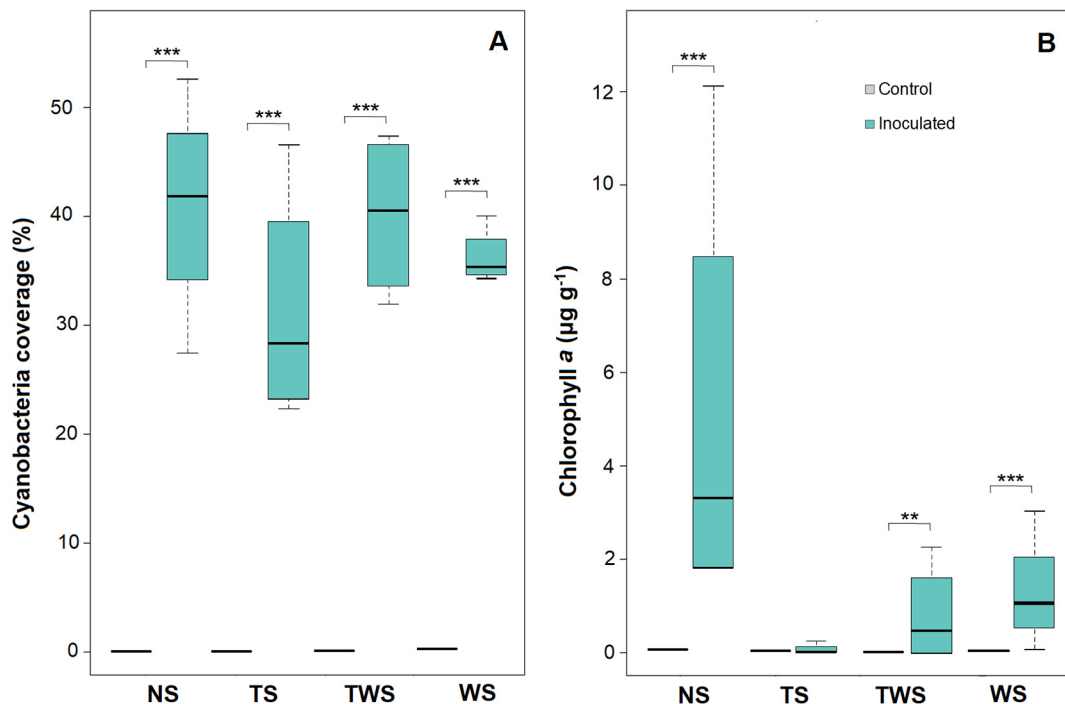 A
Cyanobacteria coverage (%)
50
40
30
20
10
0
***
***
***
***
NS TS TWS WS
B
Chlorophyll a (µg g-1)
12
10
8
6
4
2
0
***
**
***
Control
Inoculated
NS TS TWS WS